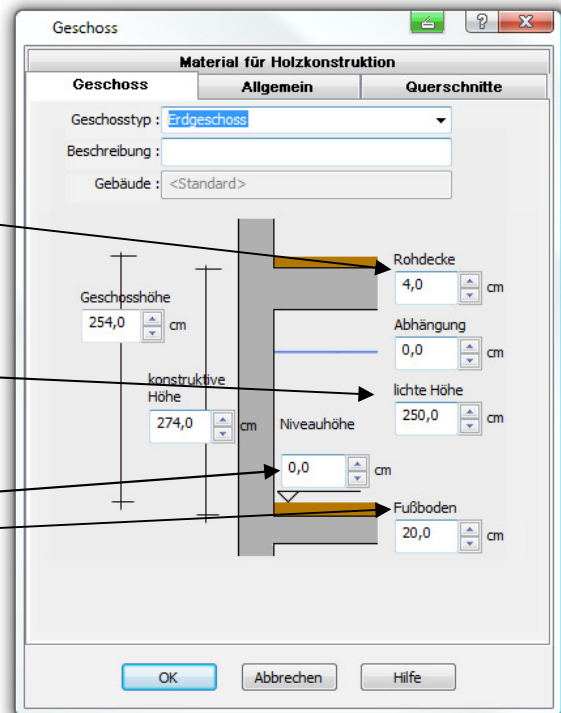 Geschoss
Material für Holzkonstruktion
Geschoss Allgemein Querschnitte
Geschosstyp : Erdgeschoss
Beschreibung :
Gebäude : <Standard>
Rohdecke
4,0 cm
Geschosshöhe
254,0 cm
Abhängung
0,0 cm
konstruktive
Höhe
274,0 cm
lichte Höhe
250,0 cm
Niveauhöhe
0,0 cm
Fußboden
20,0 cm
OK Abbrechen Hilfe